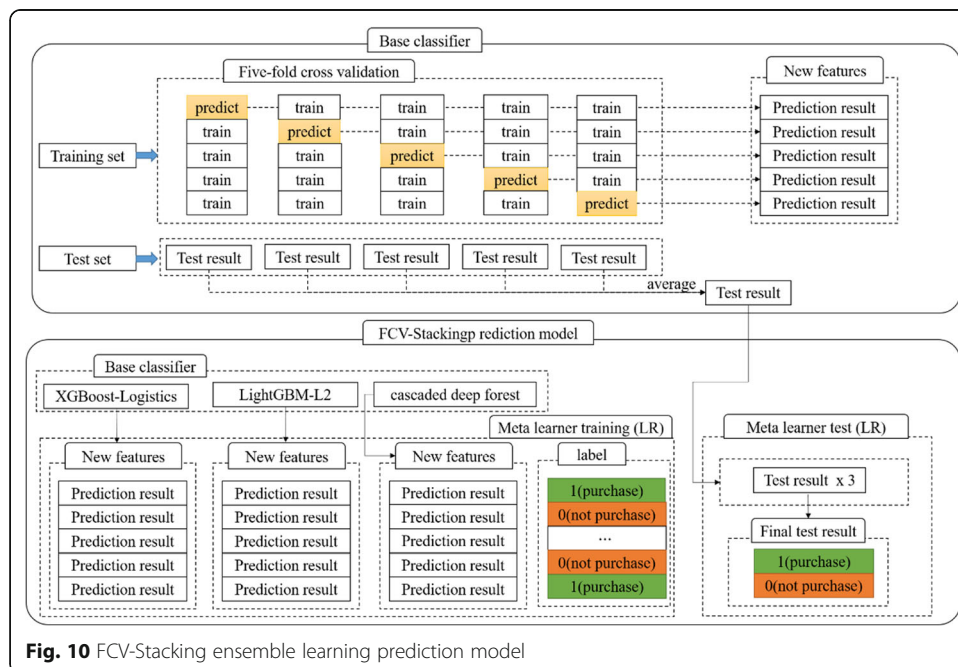 Base classifier
Five-fold cross validation
New features
predict train train train train Prediction result
train predict train train train Prediction result
Training set train train predict train train Prediction result
train train train predict train Prediction result
train train train train predict Prediction result
Test set Test result Test result Test result Test result Test result
average Test result
FCV-Stackingp rediction model
Base classifier
XGBoost-Logistics LightGBM-L2 cascaded deep forest
Meta learner training (LR) Meta learner test (LR)
New features New features New features label
Prediction result Prediction result Prediction result 1(purchase) Test result x 3
Prediction result Prediction result Prediction result 0(not purchase)
Prediction result Prediction result Prediction result ... Final test result
Prediction result Prediction result Prediction result 0(not purchase) 1(purchase)
Prediction result Prediction result Prediction result 1(purchase) 0(not purchase)
Fig. 10 FCV-Stacking ensemble learning prediction model